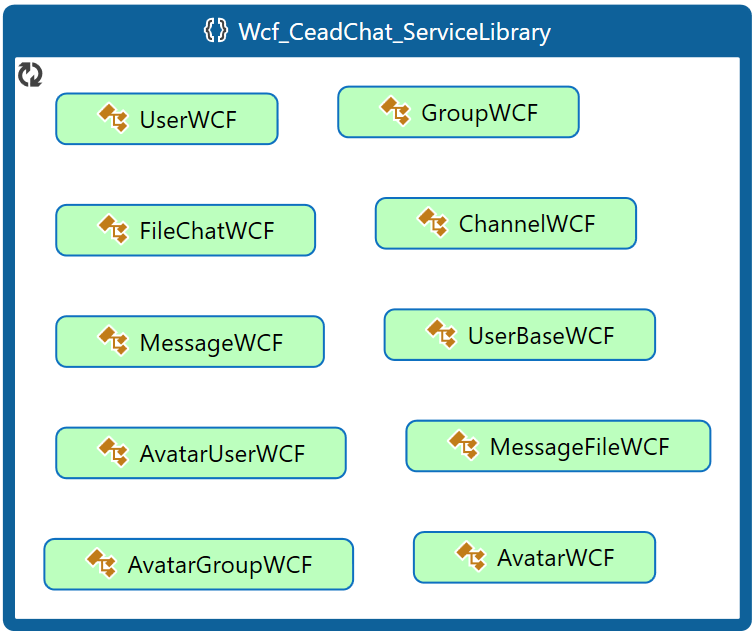 Wcf_CeadChat_ServiceLibrary
UserWCF
GroupWCF
FileChatWCF
ChannelWCF
MessageWCF
UserBaseWCF
AvatarUserWCF
MessageFileWCF
AvatarGroupWCF
AvatarWCF